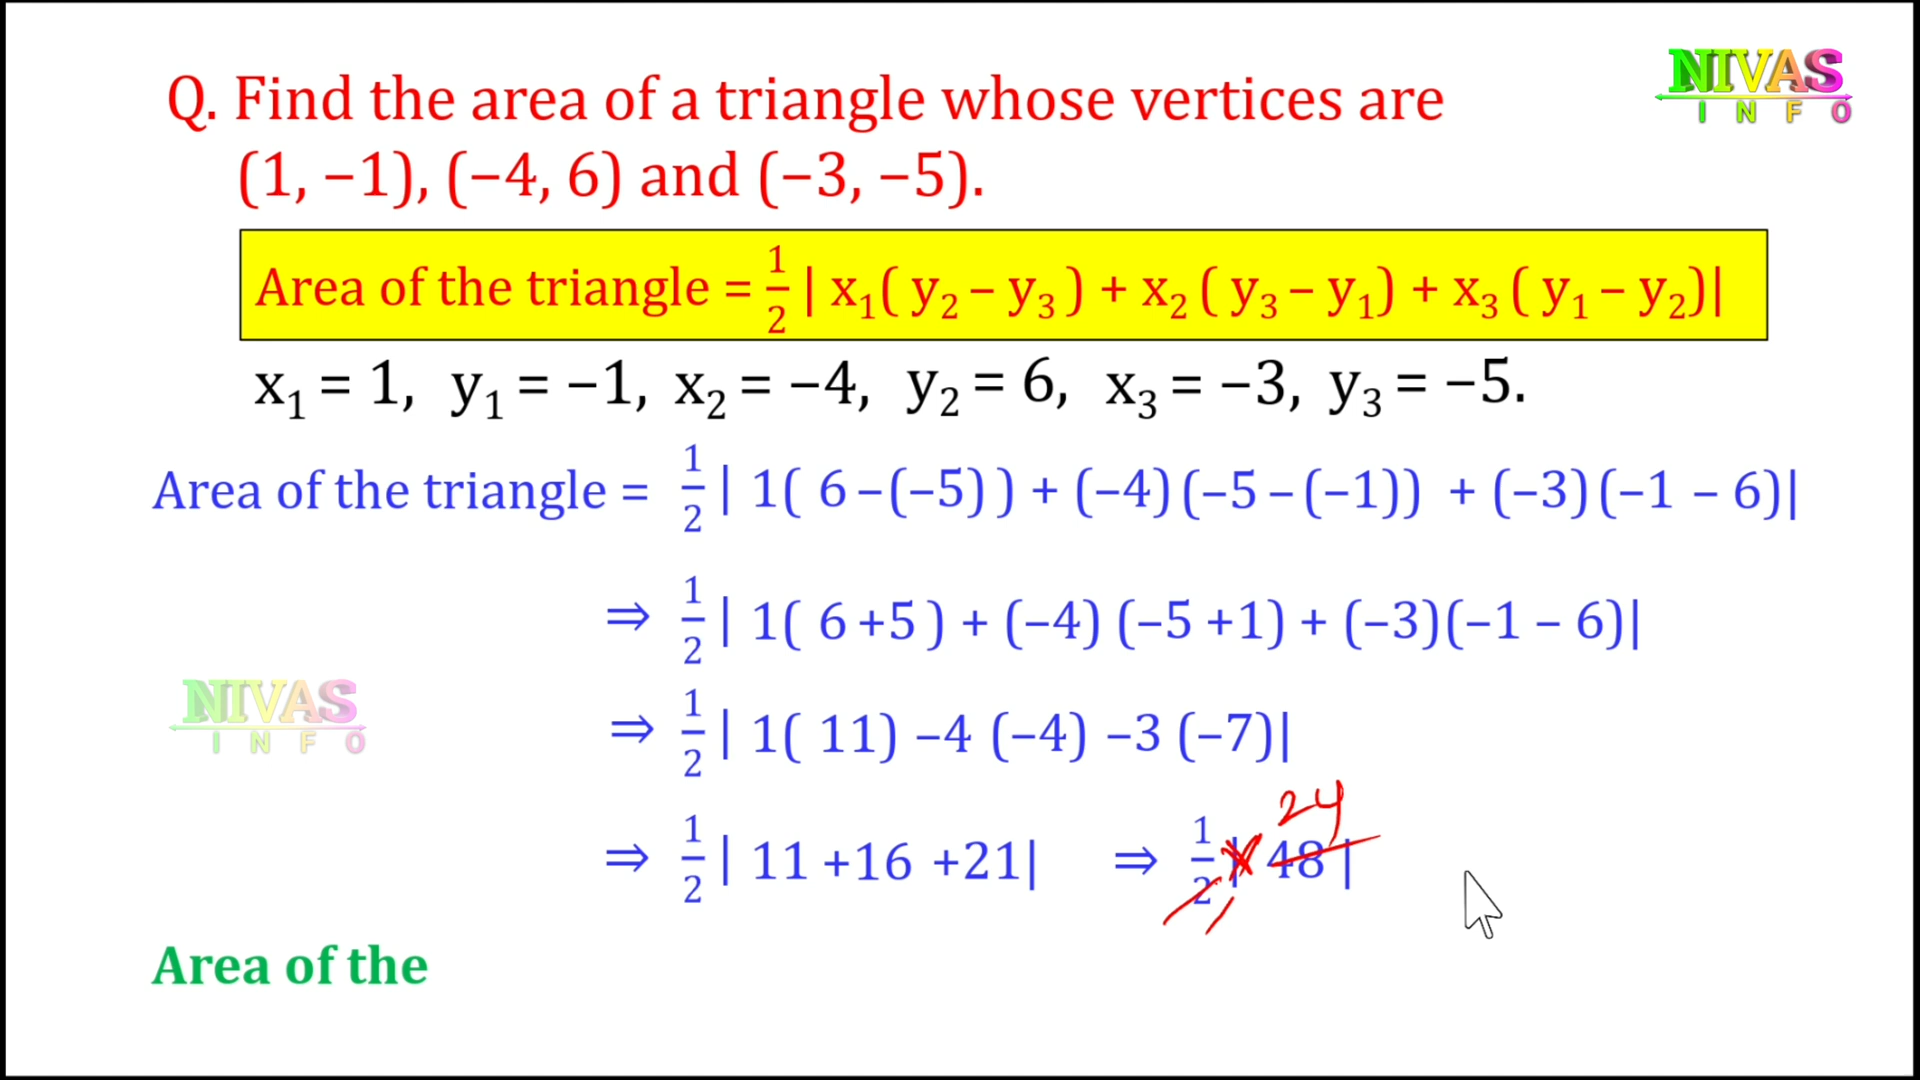 NIVAS
I N F O
Q. Find the area of a triangle whose vertices are
(1, −1), (−4, 6) and (−3, −5).
Area of the triangle = 1/2 | x₁( y₂ − y₃ ) + x₂ ( y₃ − y₁) + x₃ ( y₁ − y₂)|
x₁ = 1, y₁ = −1, x₂ = −4, y₂ = 6, x₃ = −3, y₃ = −5.
Area of the triangle = 1/2 | 1( 6 −(−5) ) + (−4) (−5 − (−1)) + (−3) (−1 − 6)|
⇒ 1/2 | 1( 6 +5 ) + (−4) (−5 +1) + (−3)(−1 − 6)|
NIVAS
I N F O
⇒ 1/2 | 1( 11) −4 (−4) −3 (−7)|
24
⇒ 1/2 | 11 +16 +21| ⇒ 1/2 | 48 |
Area of the